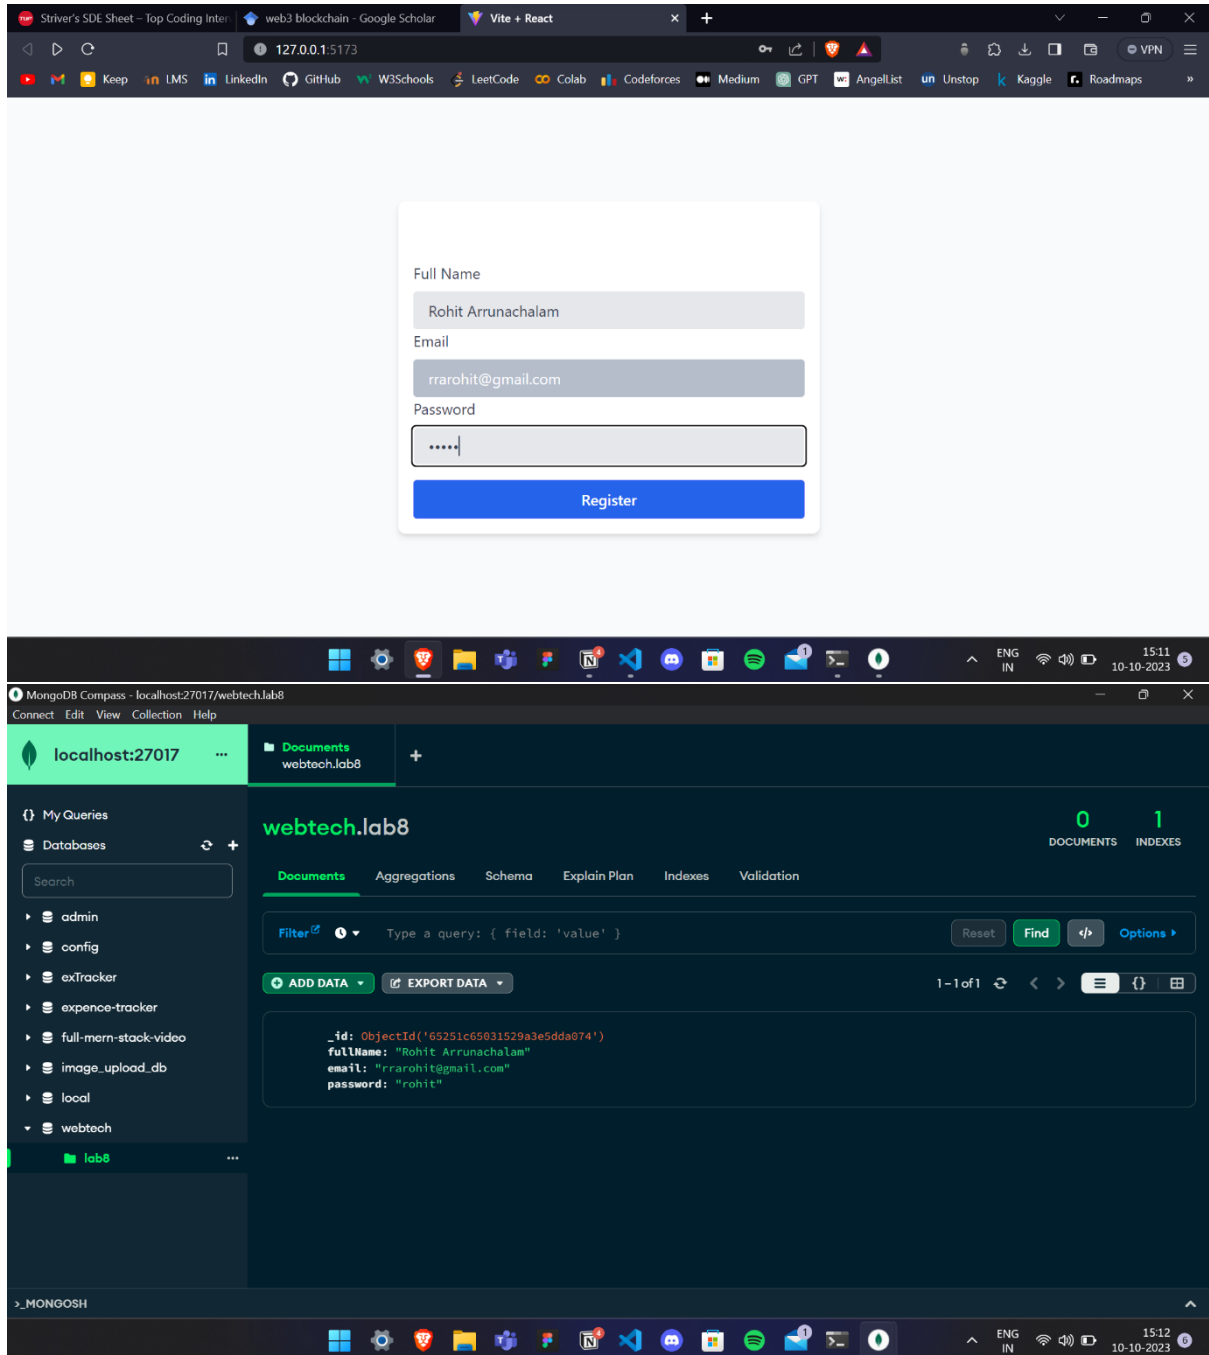 Striver's SDE Sheet – Top Coding Inter
web3 blockchain - Google Scholar
Vite + React
127.0.0.1:5173
VPN
Keep
LMS
LinkedIn
GitHub
W3Schools
LeetCode
Colab
Codeforces
Medium
GPT
AngelList
Unstop
Kaggle
Roadmaps
»
Full Name
Rohit Arrunachalam
Email
rrarohit@gmail.com
Password
•••••
Register
ENG
IN
15:11
10-10-2023
5
MongoDB Compass - localhost:27017/webtech.lab8
Connect Edit View Collection Help
localhost:27017 ...
Documents
webtech.lab8
+
{} My Queries
Databases
Search
admin
config
exTracker
expence-tracker
full-mern-stack-video
image_upload_db
local
webtech
lab8 ...
webtech.lab8
0
DOCUMENTS
1
INDEXES
Documents Aggregations Schema Explain Plan Indexes Validation
Filter
Type a query: { field: 'value' }
Reset
Find
</>
Options
ADD DATA
EXPORT DATA
1-1 of 1
{}
_id: ObjectId('65251c65031529a3e5dda074')
fullName: "Rohit Arrunachalam"
email: "rrarohit@gmail.com"
password: "rohit"
>_MONGOSH
ENG
IN
15:12
10-10-2023
6